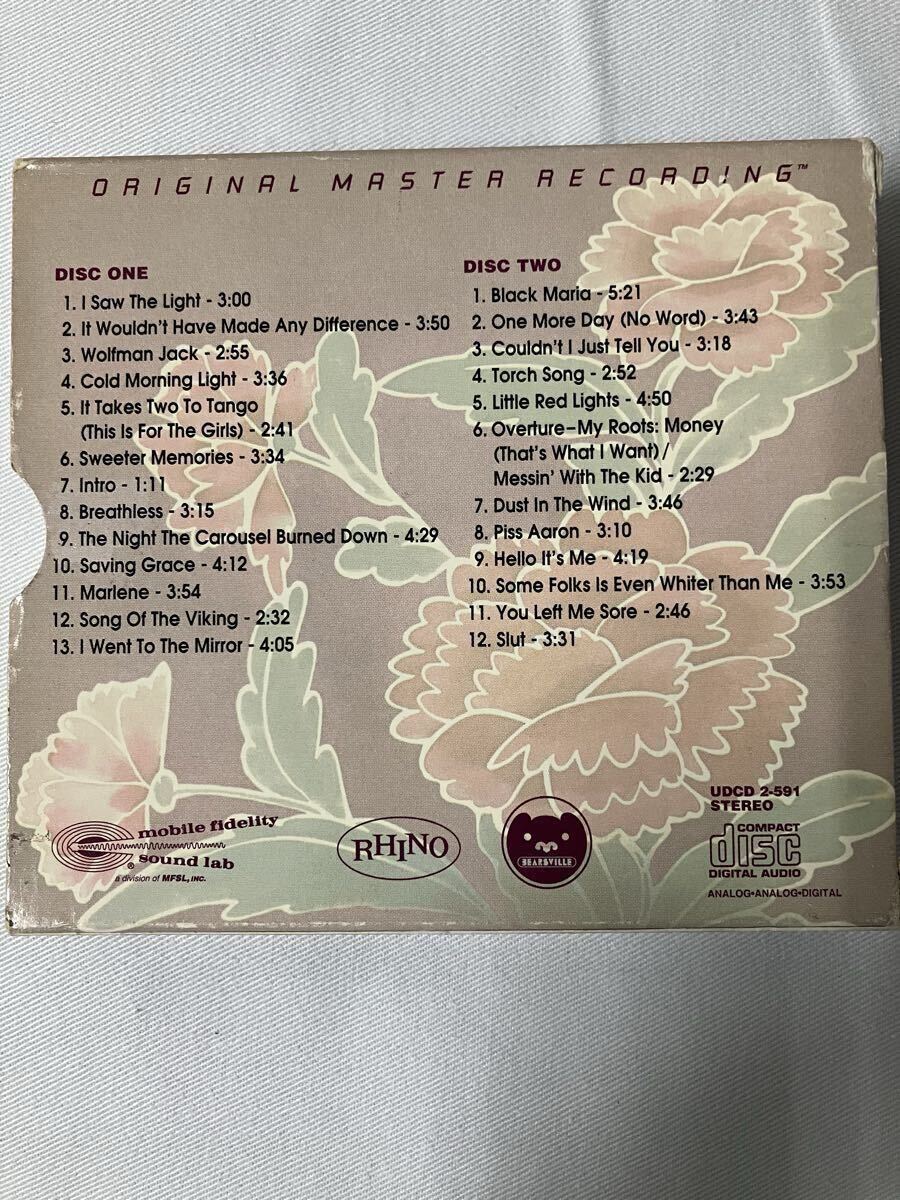 ORIGINAL MASTER RECORDING™
DISC ONE
1. I Saw The Light - 3:00
2. It Wouldn't Have Made Any Difference - 3:50
3. Wolfman Jack - 2:55
4. Cold Morning Light - 3:36
5. It Takes Two To Tango
(This Is For The Girls) - 2:41
6. Sweeter Memories - 3:34
7. Intro - 1:11
8. Breathless - 3:15
9. The Night The Carousel Burned Down - 4:29
10. Saving Grace - 4:12
11. Marlene - 3:54
12. Song Of The Viking - 2:32
13. I Went To The Mirror - 4:05
DISC TWO
1. Black Maria - 5:21
2. One More Day (No Word) - 3:43
3. Couldn't I Just Tell You - 3:18
4. Torch Song - 2:52
5. Little Red Lights - 4:50
6. Overture–My Roots: Money
(That's What I Want) /
Messin' With The Kid - 2:29
7. Dust In The Wind - 3:46
8. Piss Aaron - 3:10
9. Hello It's Me - 4:19
10. Some Folks Is Even Whiter Than Me - 3:53
11. You Left Me Sore - 2:46
12. Slut - 3:31
mobile fidelity
® sound lab
a division of MFSL, INC.
RHINO
BEARSVILLE
UDCD 2-591
STEREO
COMPACT
disc
DIGITAL AUDIO
ANALOG•ANALOG•DIGITAL